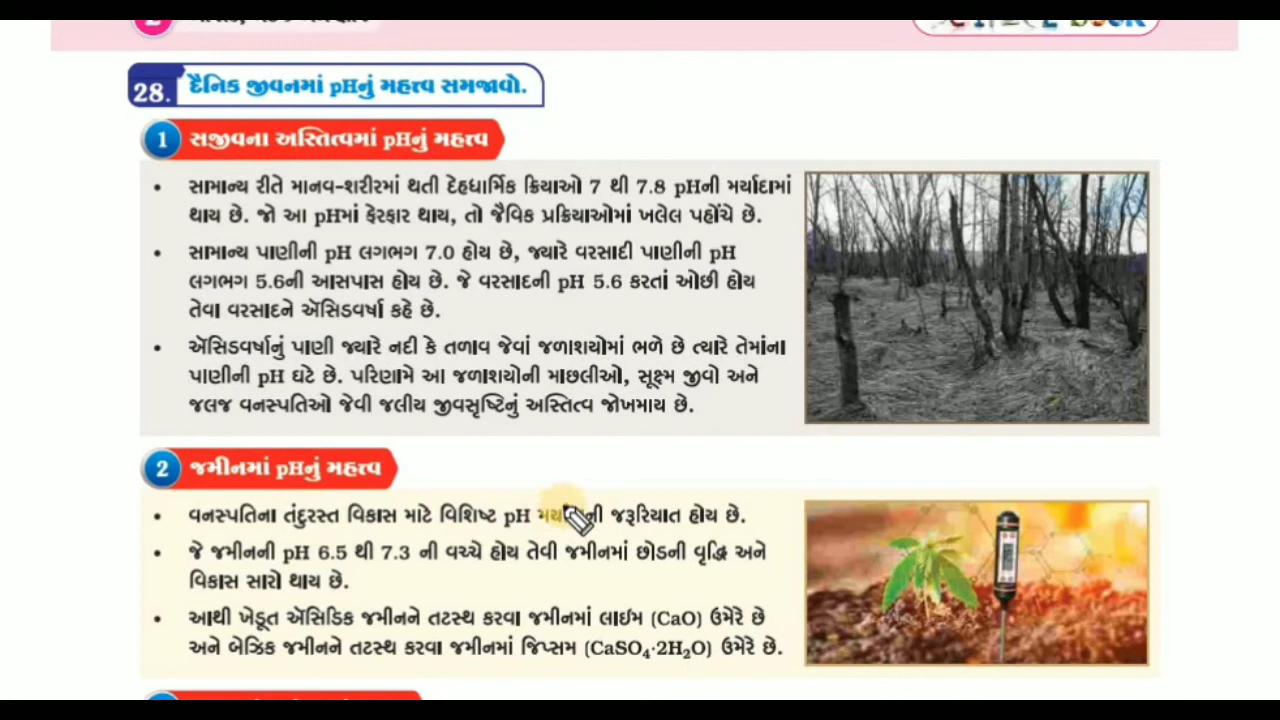 28. દૈનિક જીવનમાં pHનું મહત્ત્વ સમજાવો.
1 સજીવના અસ્તિત્વમાં pHનું મહત્ત્વ
• સામાન્ય રીતે માનવ-શરીરમાં થતી દેહધાર્મિક ક્રિયાઓ 7 થી 7.8 pHની મર્યાદામાં
થાય છે. જો આ pHમાં ફેરફાર થાય, તો જૈવિક પ્રક્રિયાઓમાં ખલેલ પહોંચે છે.
• સામાન્ય પાણીની pH લગભગ 7.0 હોય છે, જ્યારે વરસાદી પાણીની pH
લગભગ 5.6ની આસપાસ હોય છે. જે વરસાદની pH 5.6 કરતાં ઓછી હોય
તેવા વરસાદને ઍસિડવર્ષા કહે છે.
• ઍસિડવર્ષાનું પાણી જ્યારે નદી કે તળાવ જેવાં જળાશયોમાં ભળે છે ત્યારે તેમાંના
પાણીની pH ઘટે છે. પરિણામે આ જળાશયોની માછલીઓ, સૂક્ષ્મ જીવો અને
જલજ વનસ્પતિઓ જેવી જલીય જીવસૃષ્ટિનું અસ્તિત્વ જોખમાય છે.
2 જમીનમાં pHનું મહત્ત્વ
• વનસ્પતિના તંદુરસ્ત વિકાસ માટે વિશિષ્ટ pH જરૂરિયાત હોય છે.
• જે જમીનની pH 6.5 થી 7.3 ની વચ્ચે હોય તેવી જમીનમાં છોડની વૃદ્ધિ અને
વિકાસ સારો થાય છે.
• આથી ખેડૂત ઍસિડિક જમીનને તટસ્થ કરવા જમીનમાં લાઇમ (CaO) ઉમેરે છે
અને બેઝિક જમીનને તટસ્થ કરવા જમીનમાં જિપ્સમ (CaSO₄·2H₂O) ઉમેરે છે.